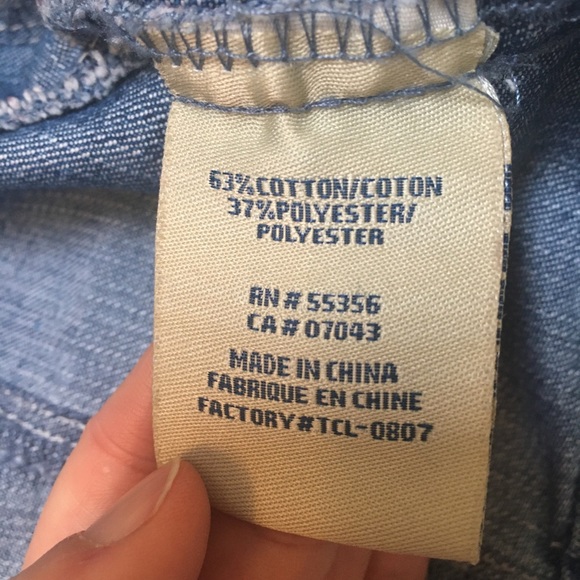 63%COTTON/COTON
37%POLYESTER/
POLYESTER
RN# 55356
CA# 07043
MADE IN CHINA
FABRIQUE EN CHINE
FACTORY#TCL-0807